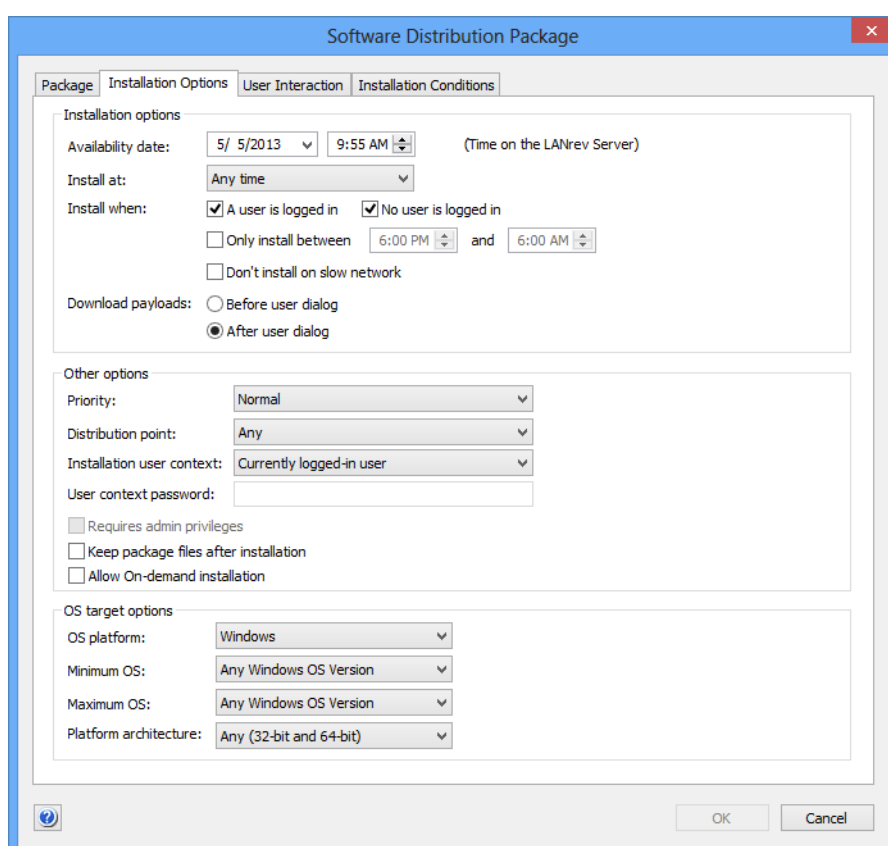 Software Distribution Package
Package Installation Options User Interaction Installation Conditions
Installation options
Availability date: 5/ 5/2013 9:55 AM (Time on the LANrev Server)
Install at: Any time
Install when: A user is logged in No user is logged in
Only install between 6:00 PM and 6:00 AM
Don't install on slow network
Download payloads: Before user dialog
After user dialog
Other options
Priority: Normal
Distribution point: Any
Installation user context: Currently logged-in user
User context password:
Requires admin privileges
Keep package files after installation
Allow On-demand installation
OS target options
OS platform: Windows
Minimum OS: Any Windows OS Version
Maximum OS: Any Windows OS Version
Platform architecture: Any (32-bit and 64-bit)
OK Cancel